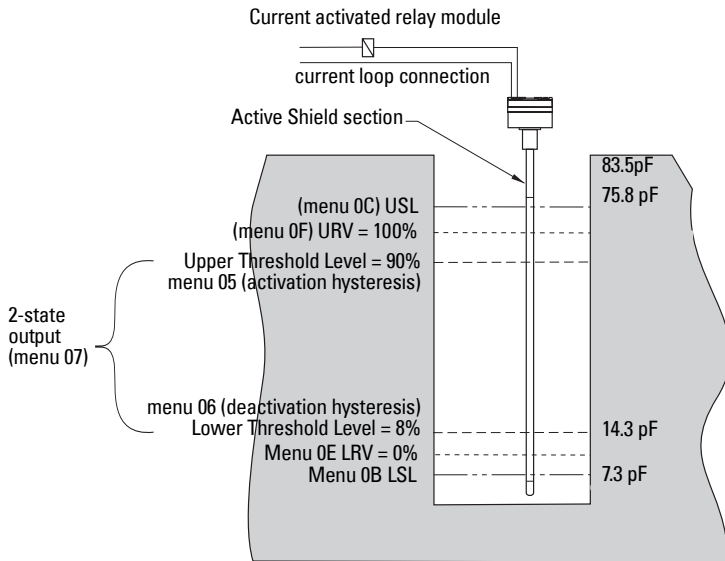 Current activated relay module
current loop connection
Active Shield section
83.5pF
75.8 pF
(menu 0C) USL
(menu 0F) URV = 100%
Upper Threshold Level = 90%
menu 05 (activation hysteresis)
2-state
output
(menu 07)
menu 06 (deactivation hysteresis)
Lower Threshold Level = 8%
14.3 pF
Menu 0E LRV = 0%
Menu 0B LSL
7.3 pF